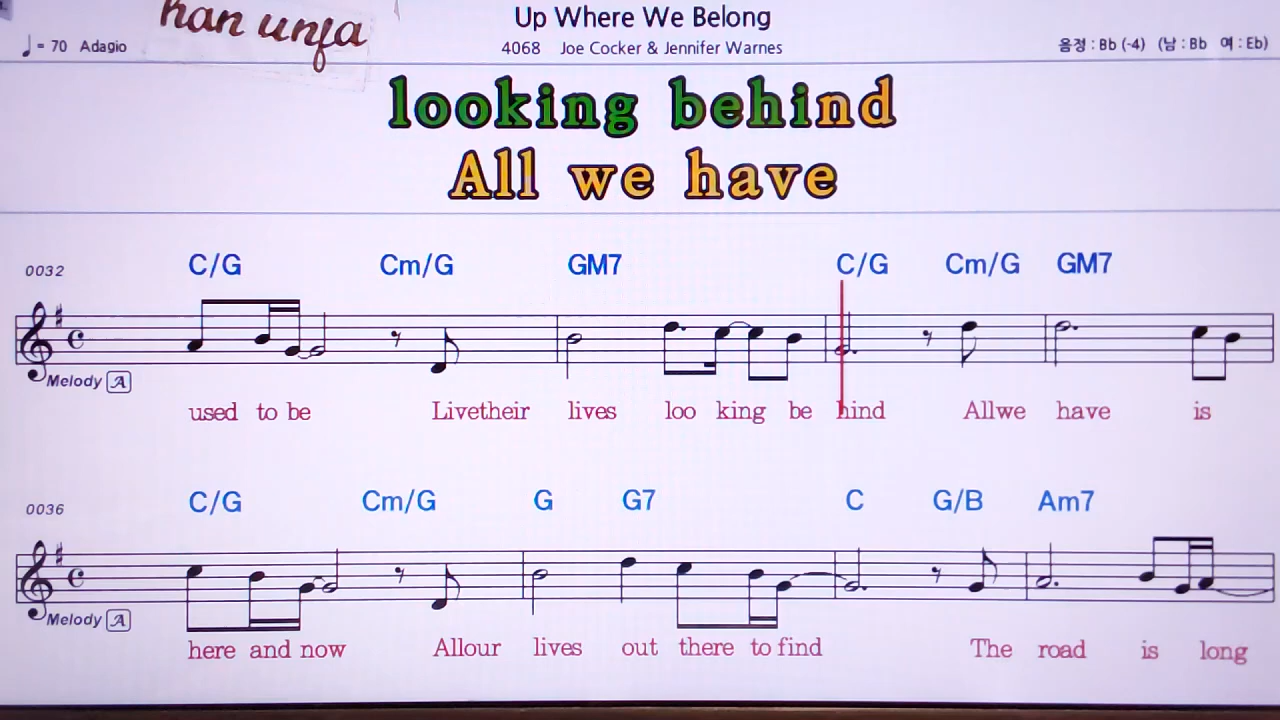 han unja
Up Where We Belong
♩= 70 Adagio
4068 Joe Cocker & Jennifer Warnes
음정 : Bb (-4) (남 : Bb 여 : Eb)
looking behind
All we have
0032
C/G Cm/G GM7 C/G Cm/G GM7
Melody A
used to be Livetheir lives loo king be hind Allwe have is
0036
C/G Cm/G G G7 C G/B Am7
Melody A
here and now Allour lives out there to find The road is long